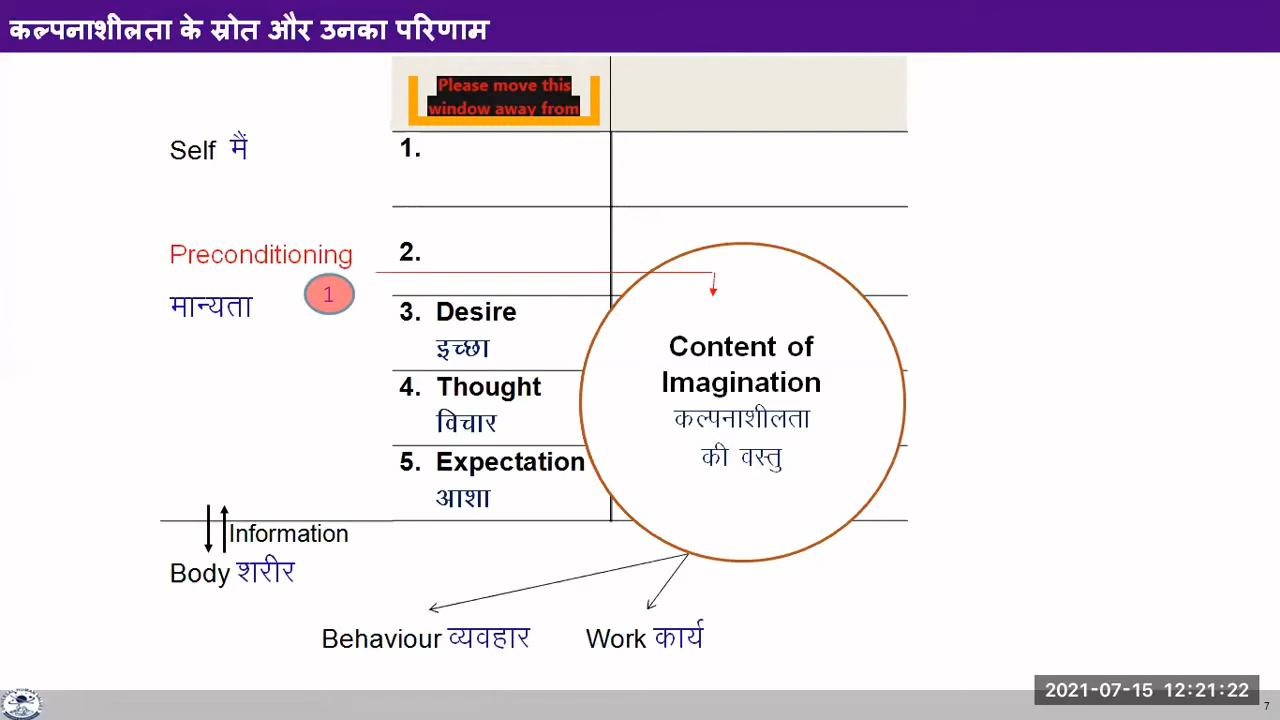 कल्पनाशीलता के स्रोत और उनका परिणाम
Please move this
window away from
Self मैं
1.
Preconditioning
2.
मान्यता
1
3. Desire
इच्छा
4. Thought
विचार
5. Expectation
आशा
Content of
Imagination
कल्पनाशीलता
की वस्तु
Information
Body शरीर
Behaviour व्यवहार
Work कार्य
2021-07-15 12:21:22
7